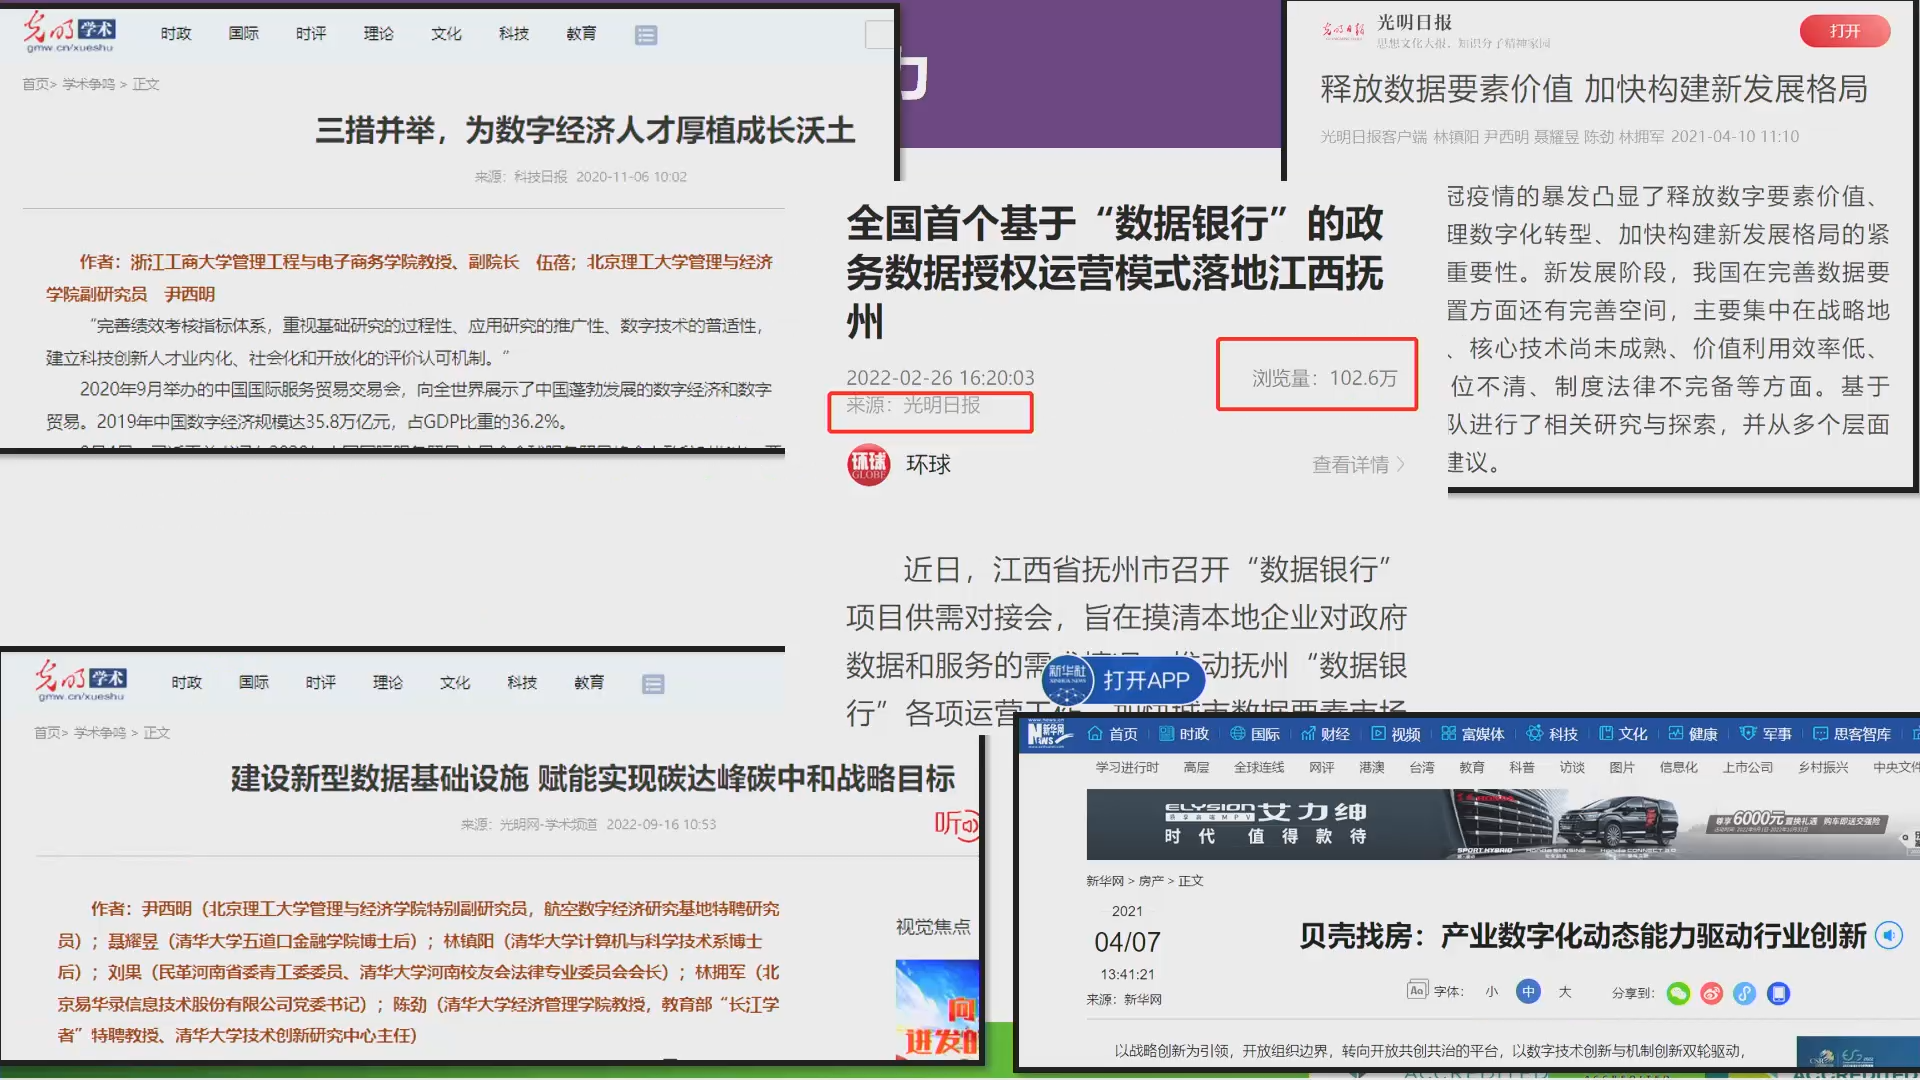 光明 学术
gmw.cn/xueshu
时政 国际 时评 理论 文化 科技 教育
首页> 学术争鸣 > 正文
三措并举，为数字经济人才厚植成长沃土
来源：科技日报 2020-11-06 10:02
作者：浙江工商大学管理工程与电子商务学院教授、副院长 伍蓓；北京理工大学管理与经济
学院副研究员 尹西明
“完善绩效考核指标体系，重视基础研究的过程性、应用研究的推广性、数字技术的普适性，
建立科技创新人才业内化、社会化和开放化的评价认可机制。”
2020年9月举办的中国国际服务贸易交易会，向全世界展示了中国蓬勃发展的数字经济和数字
贸易。2019年中国数字经济规模达35.8万亿元，占GDP比重的36.2%。
光明日报
光明日报
思想文化大报、知识分子精神家园
打开
释放数据要素价值 加快构建新发展格局
光明日报客户端 林镇阳 尹西明 聂耀昱 陈劲 林拥军 2021-04-10 11:10
冠疫情的暴发凸显了释放数字要素价值、
理数字化转型、加快构建新发展格局的紧
重要性。新发展阶段，我国在完善数据要
置方面还有完善空间，主要集中在战略地
、核心技术尚未成熟、价值利用效率低、
位不清、制度法律不完备等方面。基于
队进行了相关研究与探索，并从多个层面
建议。
全国首个基于“数据银行”的政
务数据授权运营模式落地江西抚
州
2022-02-26 16:20:03
浏览量：102.6万
来源：光明日报
环球
GLOBE
环球
查看详情
近日，江西省抚州市召开“数据银行”
项目供需对接会，旨在摸清本地企业对政府
数据和服务的需
动抚州“数据银
行”各项运营
新华社
XINHUA NEWS
打开APP
光明 学术
gmw.cn/xueshu
时政 国际 时评 理论 文化 科技 教育
首页> 学术争鸣 > 正文
建设新型数据基础设施 赋能实现碳达峰碳中和战略目标
来源：光明网-学术频道 2022-09-16 10:53
听
作者：尹西明（北京理工大学管理与经济学院特别副研究员，航空数字经济研究基地特聘研究
员）；聂耀昱（清华大学五道口金融学院博士后）；林镇阳（清华大学计算机与科学技术系博士
后）；刘果（民革河南省委青工委委员、清华大学河南校友会法律专业委员会会长）；林拥军（北
京易华录信息技术股份有限公司党委书记）；陈劲（清华大学经济管理学院教授，教育部“长江学
者”特聘教授、清华大学技术创新研究中心主任）
视觉焦点
向
进发的
新华网
NEWS
首页 时政 国际 财经 视频 富媒体 科技 文化 健康 军事 思客智库
学习进行时 高层 全球连线 网评 港澳 台湾 教育 科普 访谈 图片 信息化 上市公司 乡村振兴 中央文件
ELYSION 艾力绅
时代 值得款待
尊享6000元置换礼遇 购车即送交强险
SPORT HYBRID Honda SENSING Honda CONNECT
新华网 > 房产 > 正文
2021
04/07
13:41:21
来源：新华网
贝壳找房：产业数字化动态能力驱动行业创新
字体： 小 中 大 分享到：
以战略创新为引领，开放组织边界，转向开放共创共治的平台，以数字技术创新与机制创新双轮驱动，